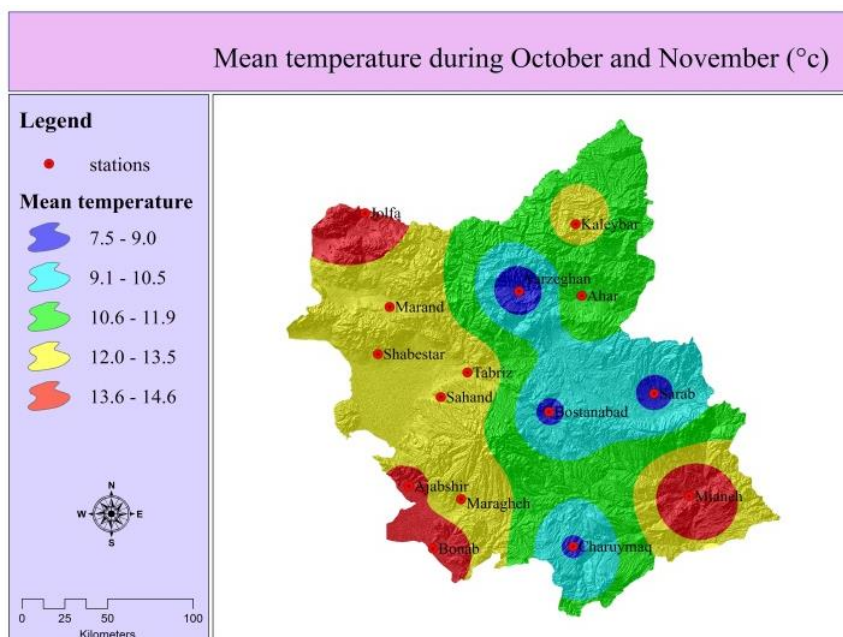 Mean temperature during October and November (°c)
Legend
stations
Mean temperature
7.5 - 9.0
9.1 - 10.5
10.6 - 11.9
12.0 - 13.5
13.6 - 14.6
N
W E
S
0 25 50 100
Kilometers
Jolfa
Kaleybar
Varzeghan
Ahar
Marand
Shabestar
Tabriz
Sahand
Sarab
Bostanabad
Ajabshir
Maragheh
Mianeh
Bonab
Charuymaq